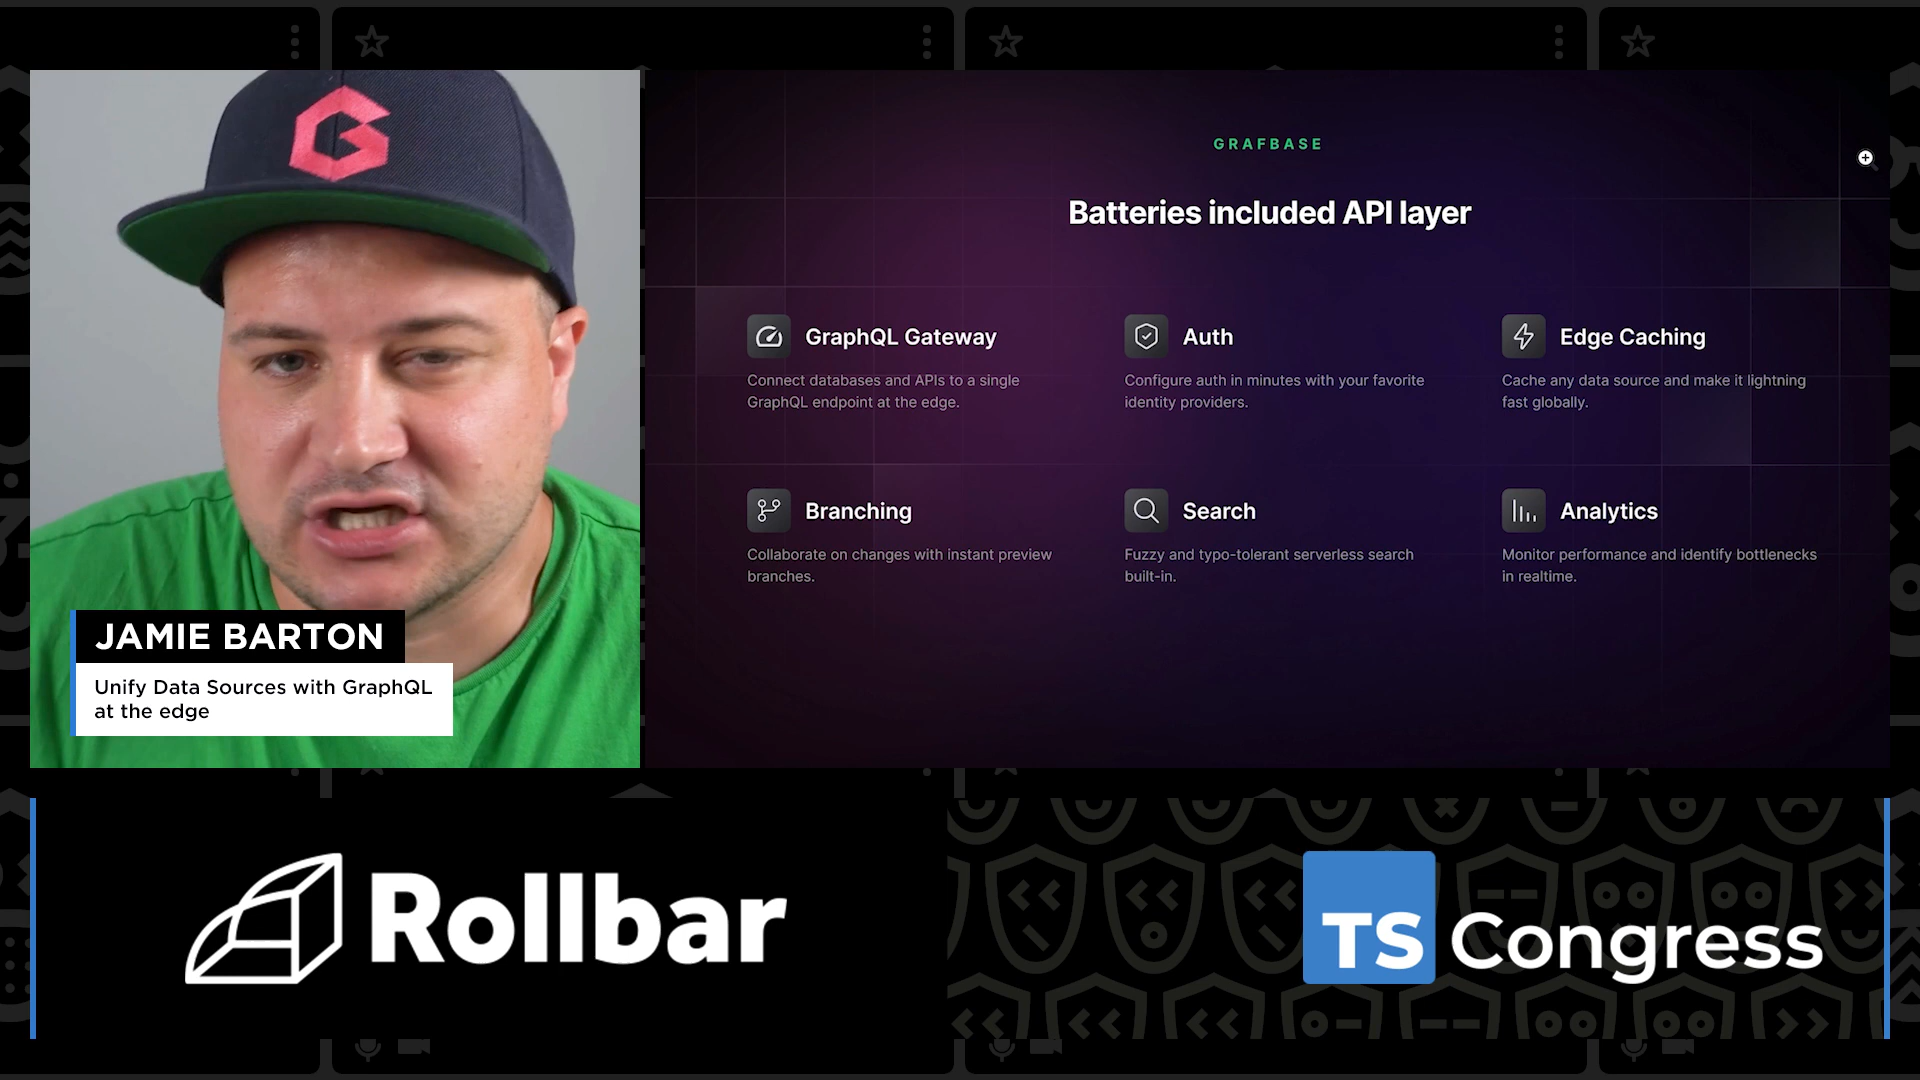 GRAFBASE
Batteries included API layer
GraphQL Gateway
Connect databases and APIs to a single
GraphQL endpoint at the edge.
Auth
Configure auth in minutes with your favorite
identity providers.
Edge Caching
Cache any data source and make it lightning
fast globally.
Branching
Collaborate on changes with instant preview
branches.
Search
Fuzzy and typo-tolerant serverless search
built-in.
Analytics
Monitor performance and identify bottlenecks
in realtime.
JAMIE BARTON
Unify Data Sources with GraphQL
at the edge
Rollbar
TS Congress